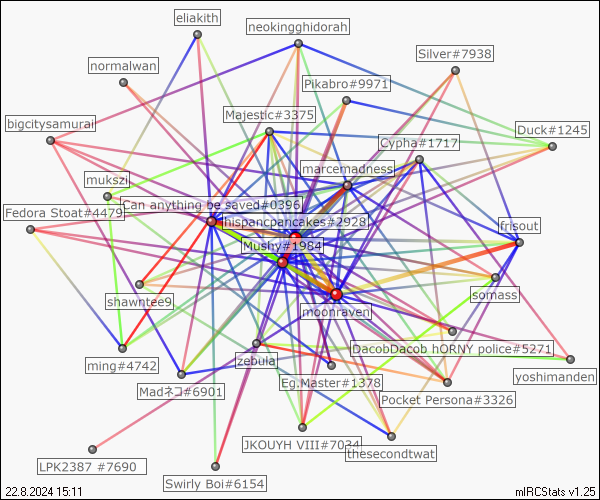 eliakith
neokingghidorah
Silver#7938
normalwan
Pikabro#9971
Majestic#3375
bigcitysamurai
Duck#1245
Cypha#1717
marcemadness
mukszi
Can anything be saved#0396
Fedora Stoat#4479
hispancpancakes#2928
frisout
Mushy#1984
somass
shawntee9
moonraven
DacobDacob hORNY police#5271
zebula
ming#4742
yoshimanden
Eg.Master#1378
Madネコ#6901
Pocket Persona#3326
JKOUYH VIII#7034
thesecondtwat
LPK2387 #7690
Swirly Boi#6154
22.8.2024 15:11
mIRCStats v1.25